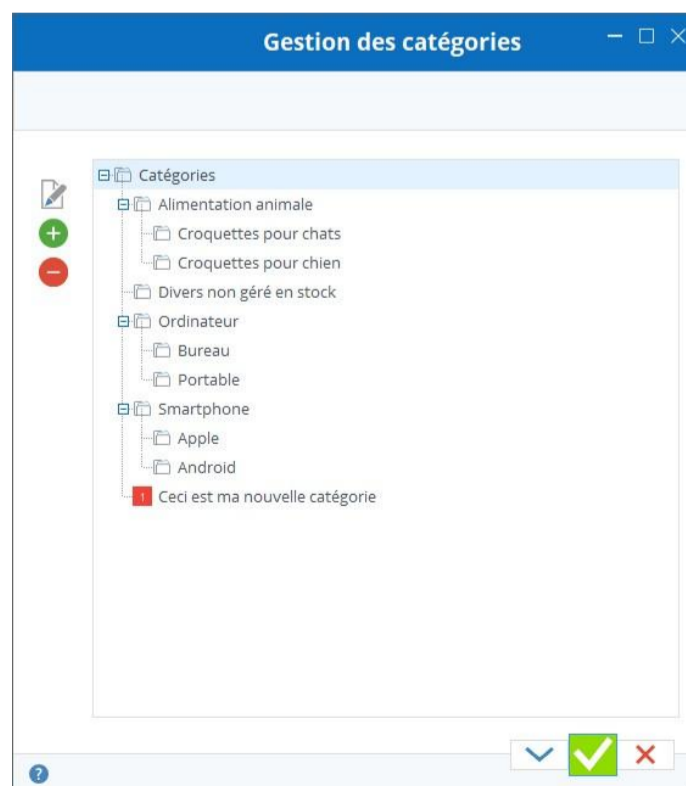 Gestion des catégories
Catégories
Alimentation animale
Croquettes pour chats
Croquettes pour chien
Divers non géré en stock
Ordinateur
Bureau
Portable
Smartphone
Apple
Android
1 Ceci est ma nouvelle catégorie
?